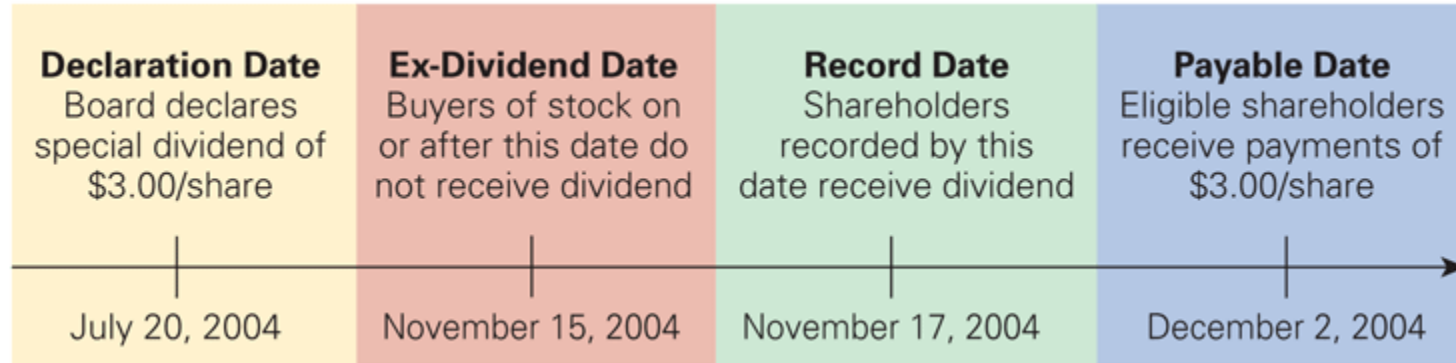 Declaration Date
Board declares
special dividend of
$3.00/share
July 20, 2004
Ex-Dividend Date
Buyers of stock on
or after this date do
not receive dividend
November 15, 2004
Record Date
Shareholders
recorded by this
date receive dividend
November 17, 2004
Payable Date
Eligible shareholders
receive payments of
$3.00/share
December 2, 2004